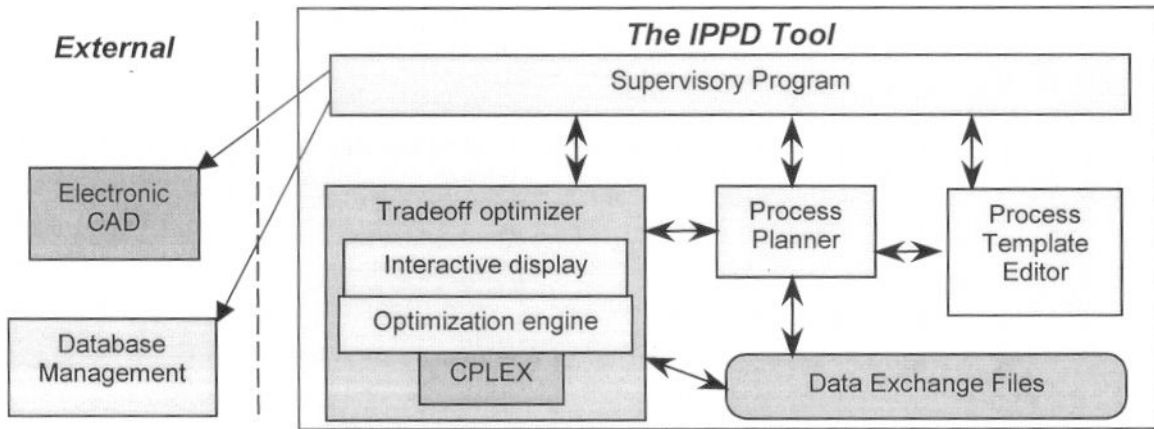 External
The IPPD Tool
Supervisory Program
Electronic
CAD
Database
Management
Tradeoff optimizer
Interactive display
Optimization engine
CPLEX
Process
Planner
Process
Template
Editor
Data Exchange Files